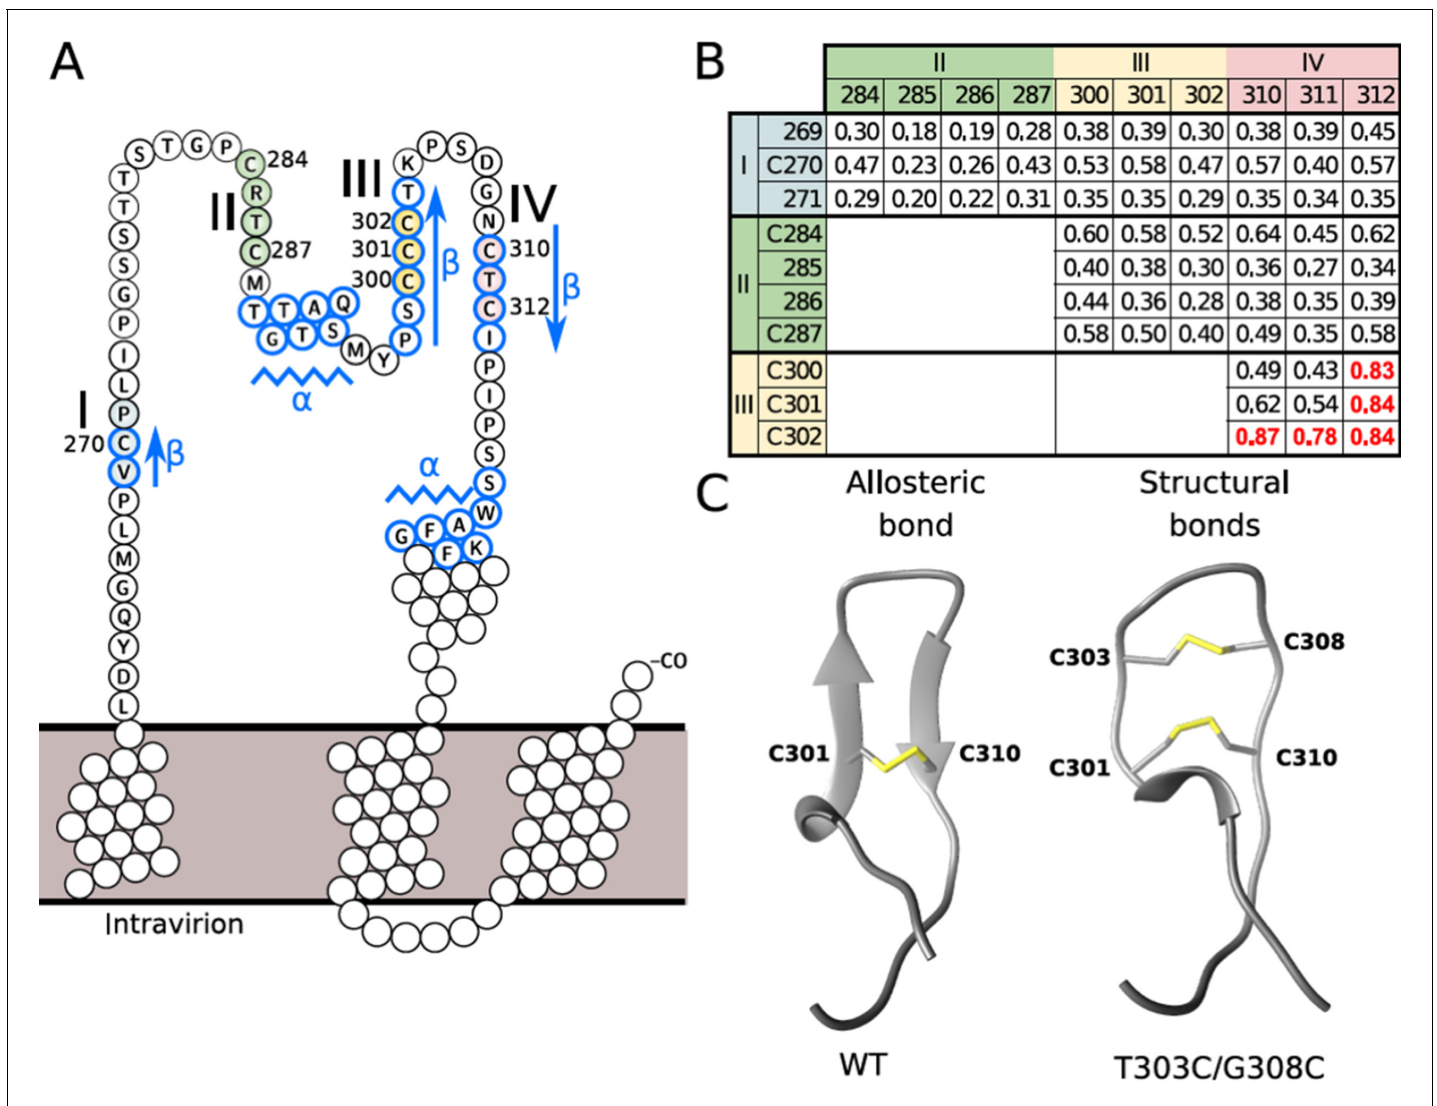 A
S T G P C 284
T
T
S
S
G
P
I
L
P
C
V
P
L
M
G
Q
Y
D
L
I
270
β
R
T
C 287
M
II
T T A Q
G T S
M Y
α
P
S
300 C
301 C
302 C
T
K
III
β
P S D
G
N
IV
C 310
T
C 312
I
β
P
I
P
S
S
W
α
G F A
F K
–CO
Intravirion
B
II III IV
284 285 286 287 300 301 302 310 311 312
I
269 0.30 0.18 0.19 0.28 0.38 0.39 0.30 0.38 0.39 0.45
C270 0.47 0.23 0.26 0.43 0.53 0.58 0.47 0.57 0.40 0.57
271 0.29 0.20 0.22 0.31 0.35 0.35 0.29 0.35 0.34 0.35
II
C284 0.60 0.58 0.52 0.64 0.45 0.62
285 0.40 0.38 0.30 0.36 0.27 0.34
286 0.44 0.36 0.28 0.38 0.35 0.39
C287 0.58 0.50 0.40 0.49 0.35 0.58
III
C300 0.49 0.43 0.83
C301 0.62 0.54 0.84
C302 0.87 0.78 0.84
C
Allosteric
bond
C301 C310
WT
Structural
bonds
C303 C308
C301 C310
T303C/G308C